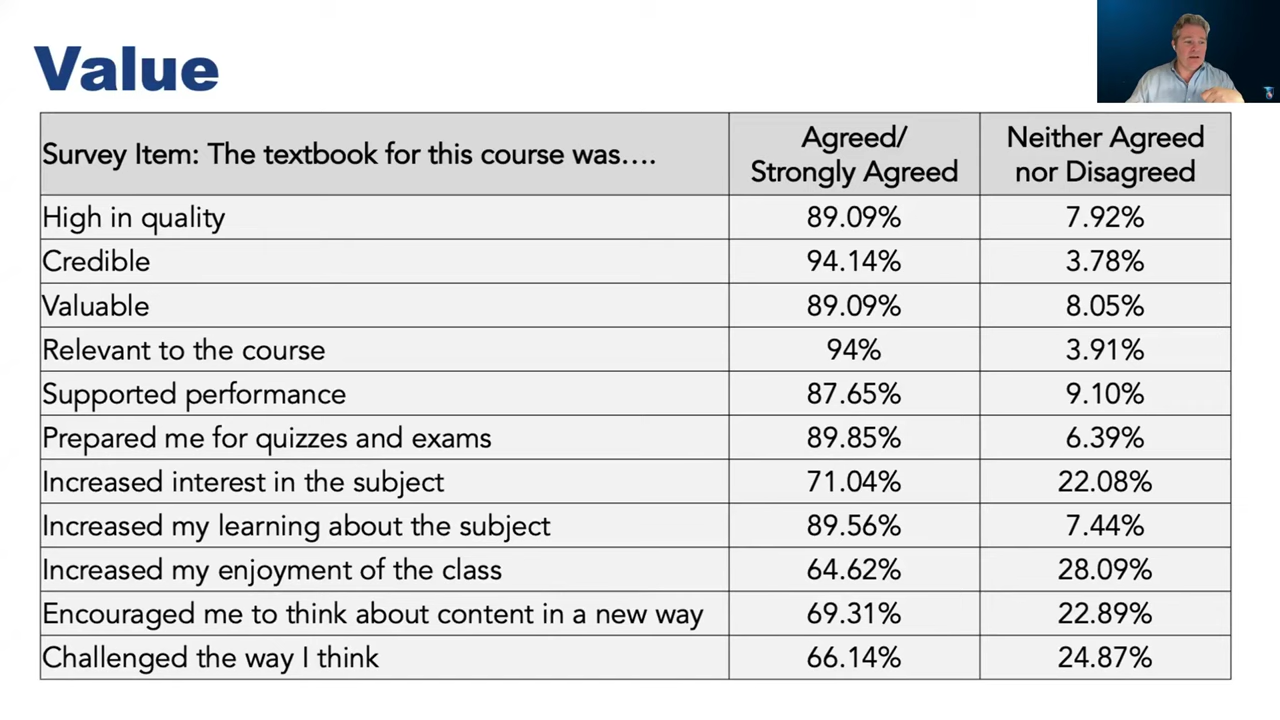 Value
Survey Item: The textbook for this course was....
Agreed/
Strongly Agreed
Neither Agreed
nor Disagreed
High in quality 89.09% 7.92%
Credible 94.14% 3.78%
Valuable 89.09% 8.05%
Relevant to the course 94% 3.91%
Supported performance 87.65% 9.10%
Prepared me for quizzes and exams 89.85% 6.39%
Increased interest in the subject 71.04% 22.08%
Increased my learning about the subject 89.56% 7.44%
Increased my enjoyment of the class 64.62% 28.09%
Encouraged me to think about content in a new way 69.31% 22.89%
Challenged the way I think 66.14% 24.87%